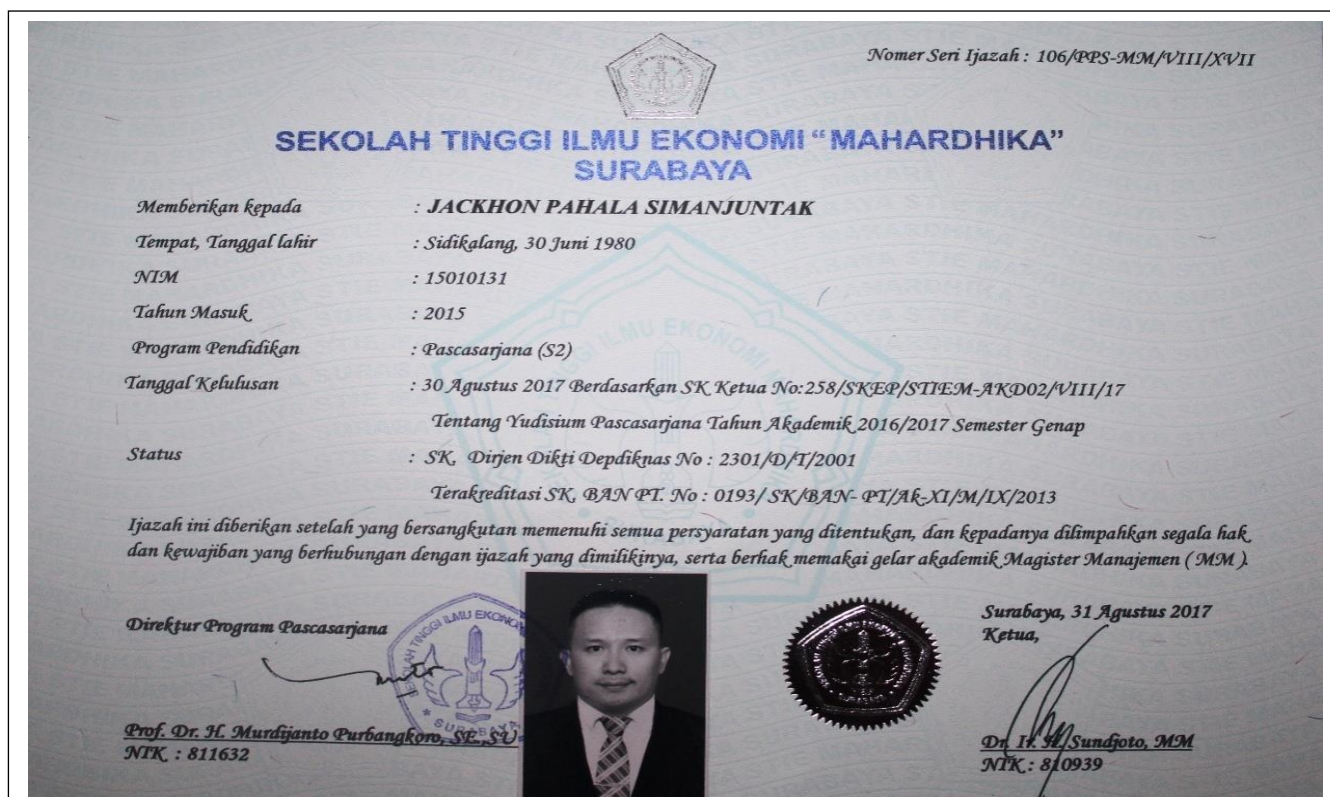 Nomer Seri Ijazah : 106/PPS-MM/VIII/XVII
SEKOLAH TINGGI ILMU EKONOMI “MAHARDHIKA”
SURABAYA
Memberikan kepada : JACKHON PAHALA SIMANJUNTAK
Tempat, Tanggal lahir : Sidikalang, 30 Juni 1980
NIM : 15010131
Tahun Masuk : 2015
Program Pendidikan : Pascasarjana (S2)
Tanggal Kelulusan : 30 Agustus 2017 Berdasarkan SK Ketua No:258/SKEP/STIEM-AKD02/VIII/17
Tentang Yudisium Pascasarjana Tahun Akademik 2016/2017 Semester Genap
Status : SK, Dirjen Dikti Depdiknas No : 2301/D/T/2001
Terakreditasi SK, BAN PT. No : 0193/ SK/BAN- PT/Ak-XI/M/IX/2013
Ijazah ini diberikan setelah yang bersangkutan memenuhi semua persyaratan yang ditentukan, dan kepadanya dilimpahkan segala hak
dan kewajiban yang berhubungan dengan ijazah yang dimilikinya, serta berhak memakai gelar akademik Magister Manajemen ( MM ).
Surabaya, 31 Agustus 2017
Direktur Program Pascasarjana
Ketua,
SEKOLAH TINGGI ILMU EKONOMI
SURABAYA
Prof. Dr. H. Murdijanto Purbangkoro, SE, SU
NTK : 811632
Dr. Ir. H. Sundjoto, MM
NTK : 810939